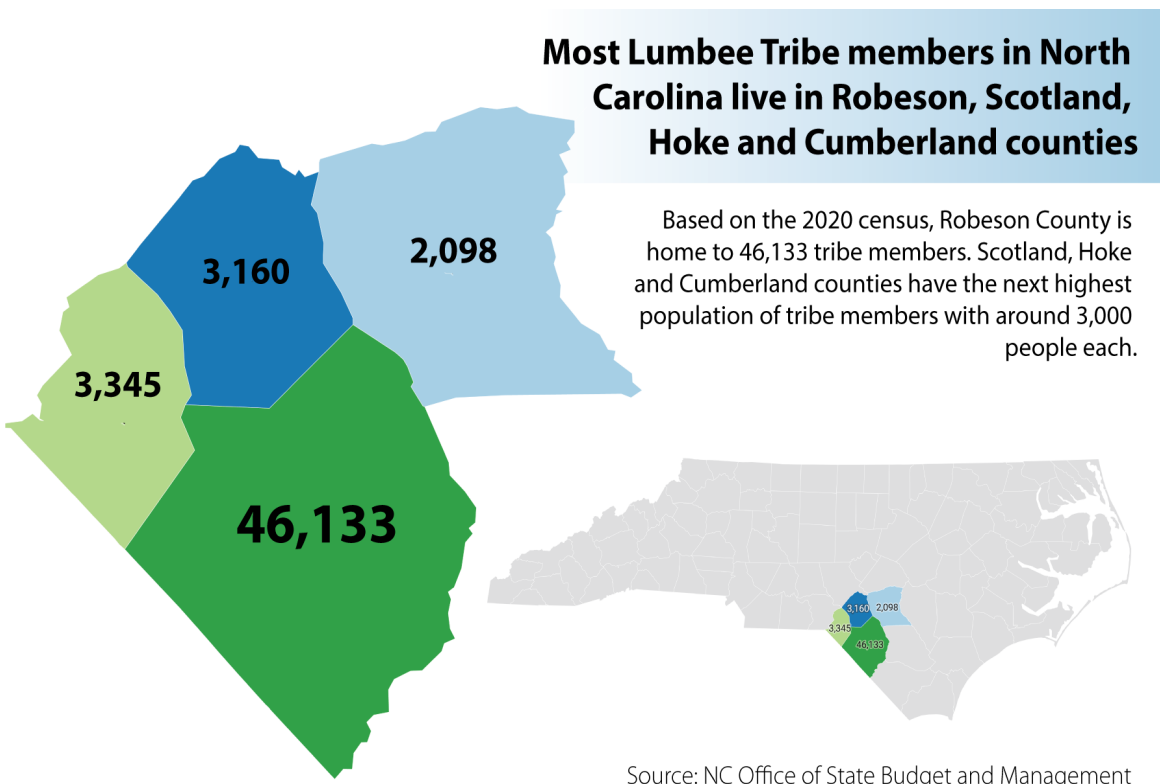 Most Lumbee Tribe members in North
Carolina live in Robeson, Scotland,
Hoke and Cumberland counties
Based on the 2020 census, Robeson County is
home to 46,133 tribe members. Scotland, Hoke
and Cumberland counties have the next highest
population of tribe members with around 3,000
people each.
3,160
2,098
3,345
46,133
3,160
2,098
3,345
46,133
Source: NC Office of State Budget and Management